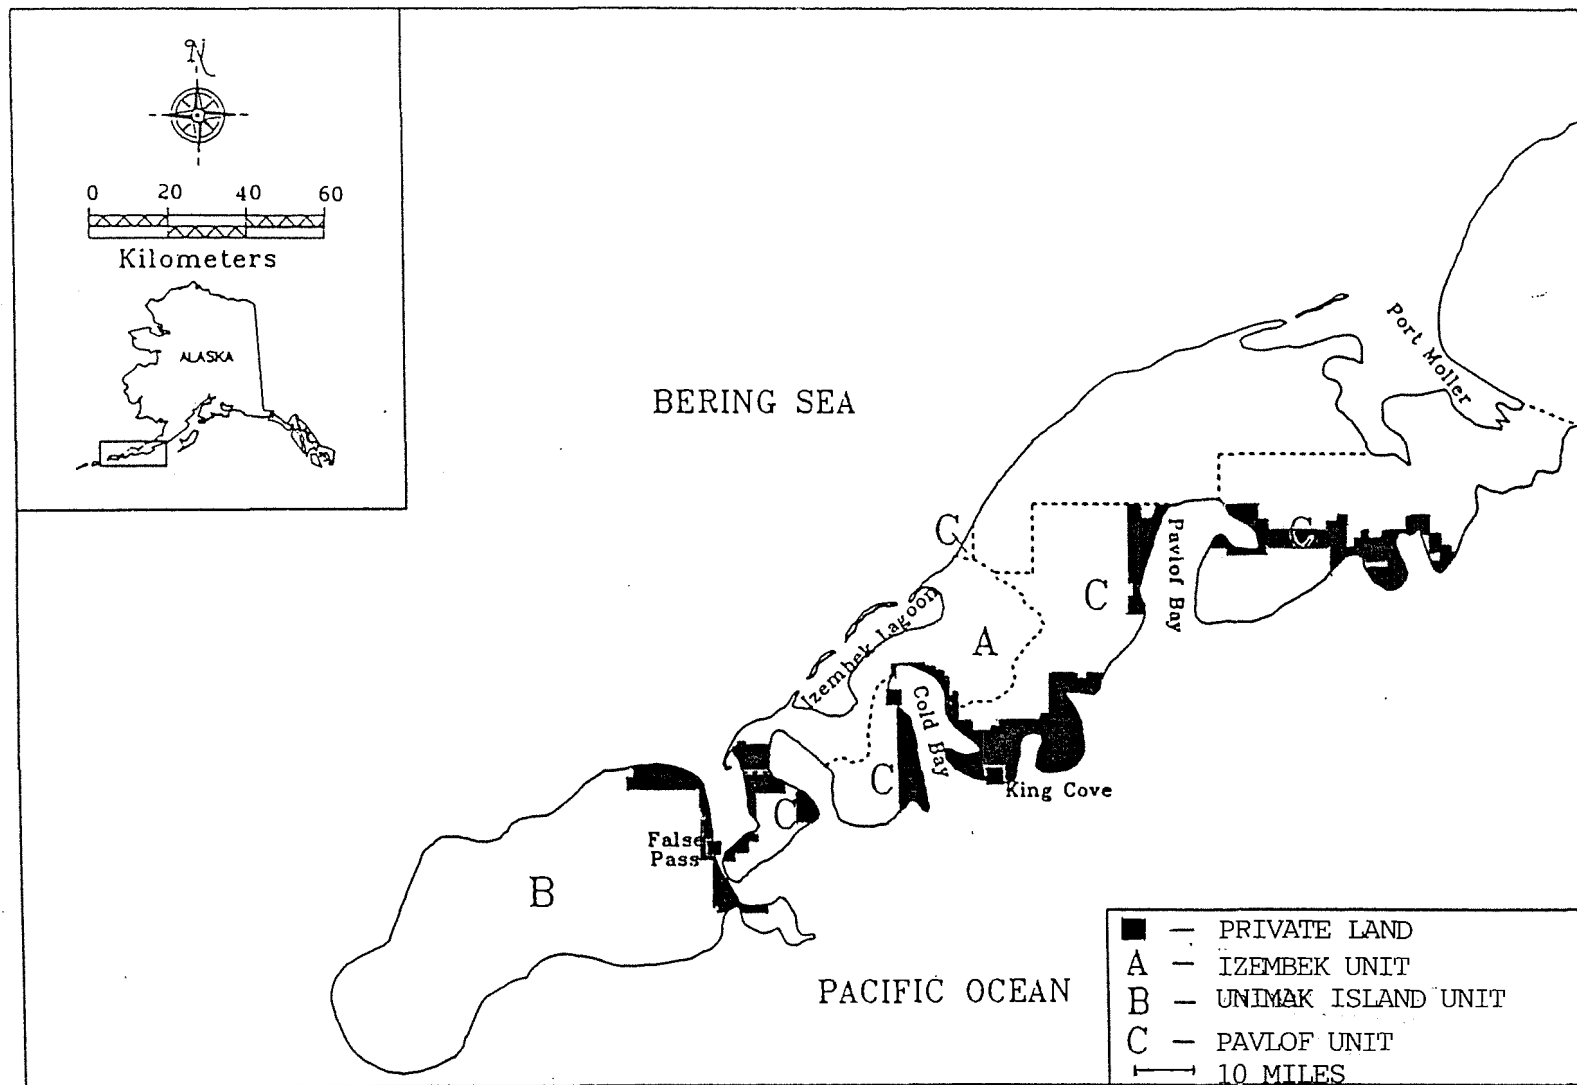 N
0 20 40 60
Kilometers
ALASKA
BERING SEA
Port Moller
C
C
Pavlof Bay
C
Izembek Lagoon
A
Cold Bay
C
King Cove
C
False
Pass
B
PACIFIC OCEAN
■ — PRIVATE LAND
A — IZEMBEK UNIT
B — UNIMAK ISLAND UNIT
C — PAVLOF UNIT
10 MILES